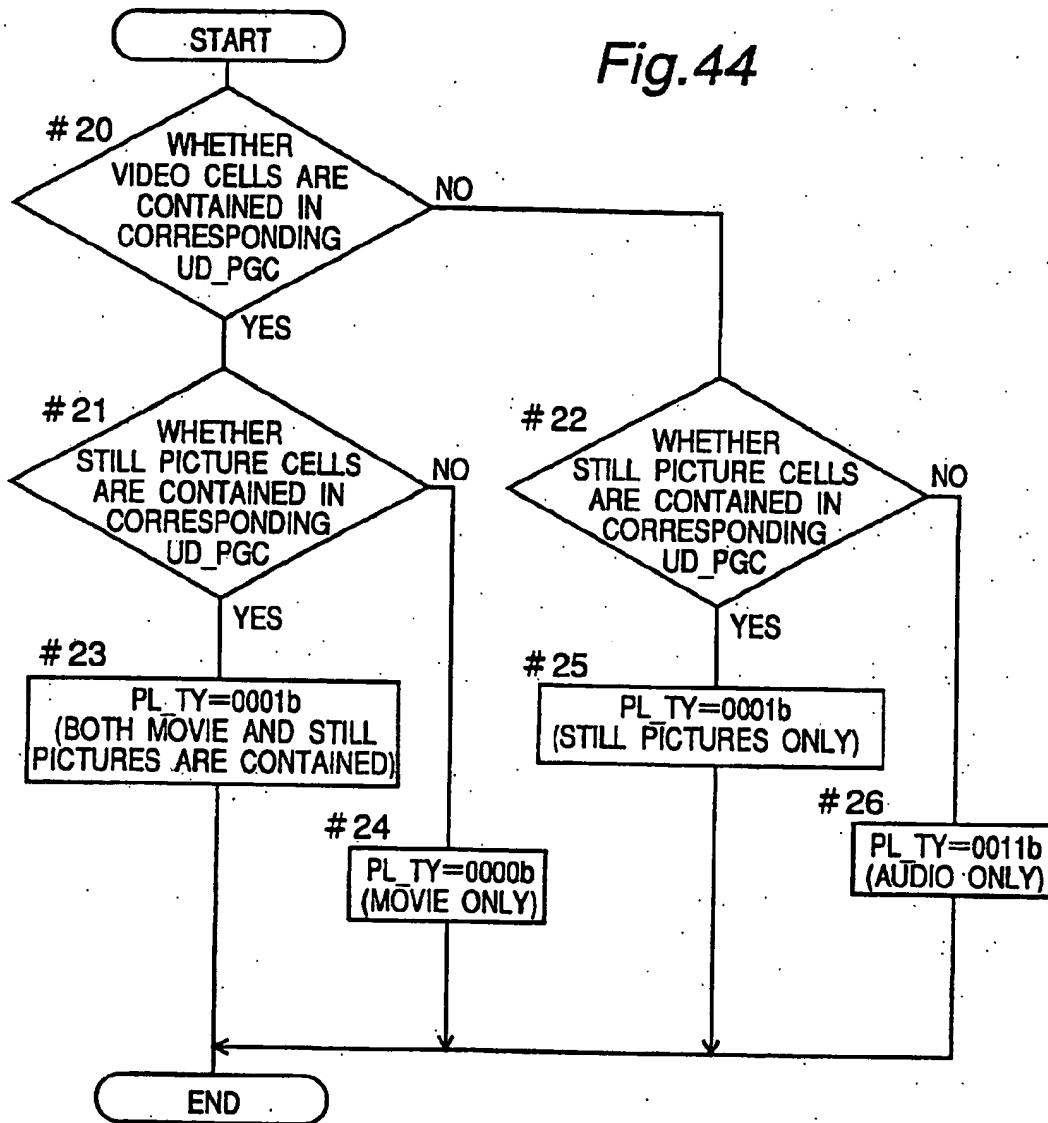 START
Fig.44
#20
WHETHER
VIDEO CELLS ARE
CONTAINED IN
CORRESPONDING
UD_PGC
NO
YES
#21
WHETHER
STILL PICTURE CELLS
ARE CONTAINED IN
CORRESPONDING
UD_PGC
NO
YES
#22
WHETHER
STILL PICTURE CELLS
ARE CONTAINED IN
CORRESPONDING
UD_PGC
NO
YES
#23
PL_TY=0001b
(BOTH MOVIE AND STILL
PICTURES ARE CONTAINED)
#24
PL_TY=0000b
(MOVIE ONLY)
#25
PL_TY=0001b
(STILL PICTURES ONLY)
#26
PL_TY=0011b
(AUDIO ONLY)
END